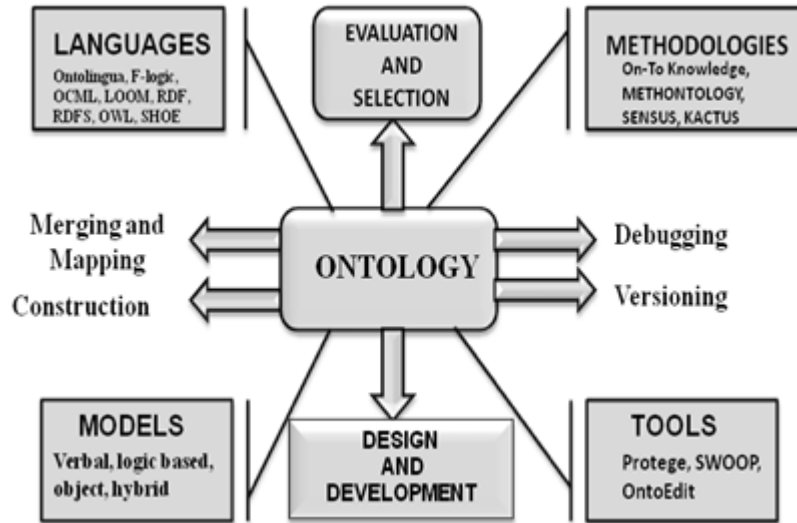 LANGUAGES
Ontolingua, F-logic,
OCML, LOOM, RDF,
RDFS, OWL, SHOE
EVALUATION
AND
SELECTION
METHODOLOGIES
On-To Knowledge,
METHONTOLOGY,
SENSUS, KACTUS
Merging and
Mapping
Construction
ONTOLOGY
Debugging
Versioning
MODELS
Verbal, logic based,
object, hybrid
DESIGN
AND
DEVELOPMENT
TOOLS
Protege, SWOOP,
OntoEdit